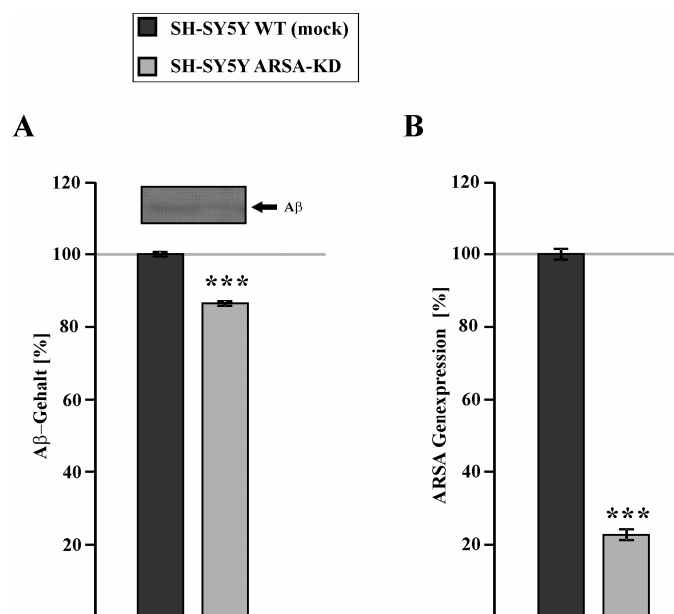 SH-SY5Y WT (mock)
SH-SY5Y ARSA-KD
A
B
120
100
80
60
40
20
Aβ–Gehalt [%]
Aβ
***
120
100
80
60
40
20
ARSA Genexpression [%]
***